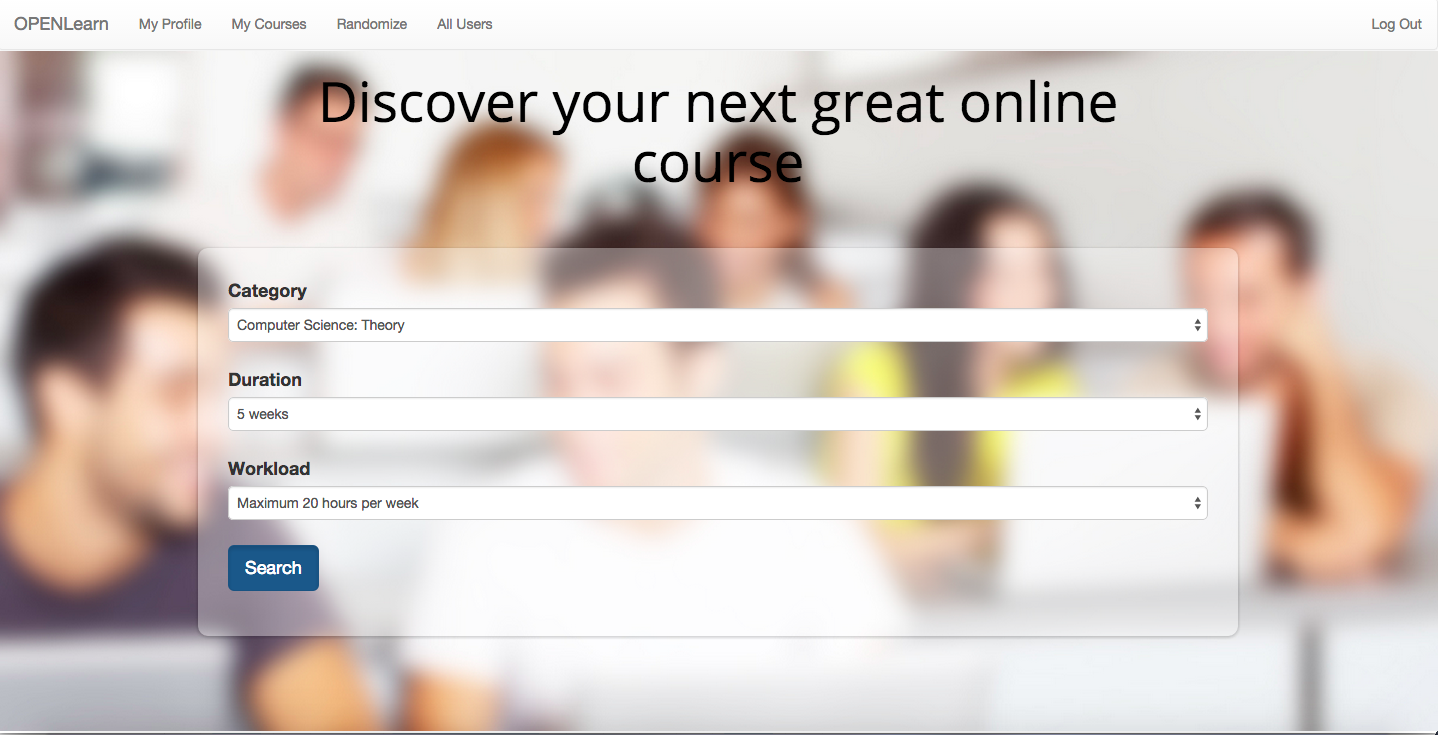 OPENLearn My Profile My Courses Randomize All Users Log Out
Discover your next great online
course
Category
Computer Science: Theory
Duration
5 weeks
Workload
Maximum 20 hours per week
Search